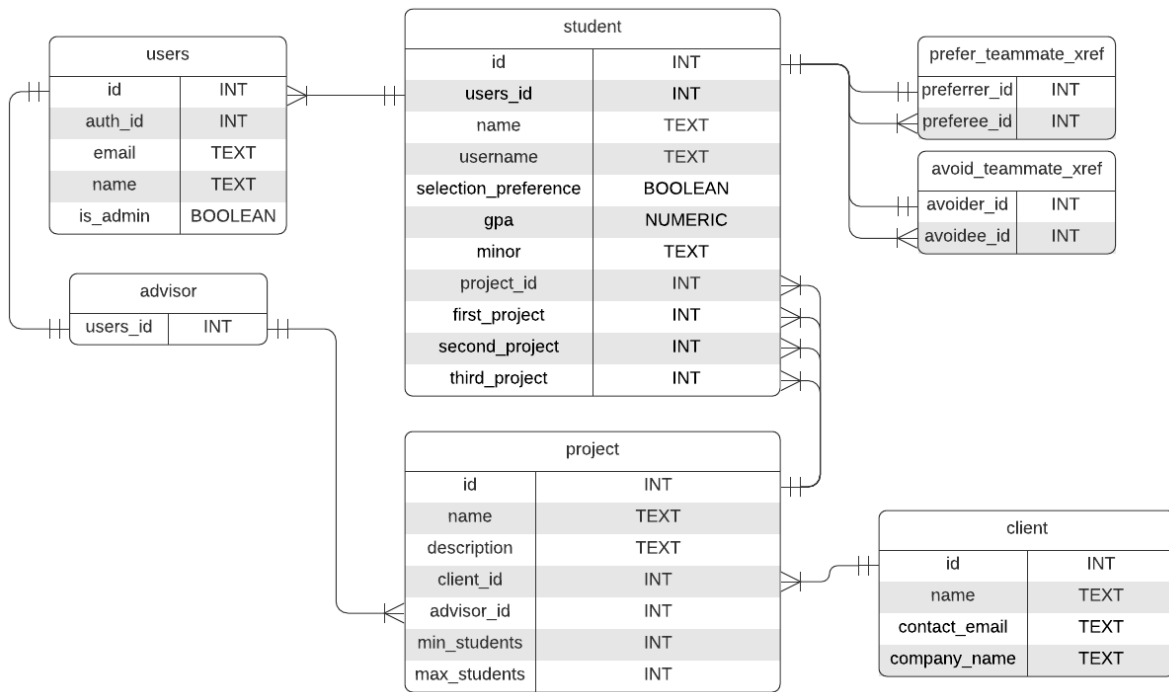 users
id INT
auth_id INT
email TEXT
name TEXT
is_admin BOOLEAN
advisor
users_id INT
student
id INT
users_id INT
name TEXT
username TEXT
selection_preference BOOLEAN
gpa NUMERIC
minor TEXT
project_id INT
first_project INT
second_project INT
third_project INT
prefer_teammate_xref
preferrer_id INT
preferee_id INT
avoid_teammate_xref
avoider_id INT
avoidee_id INT
project
id INT
name TEXT
description TEXT
client_id INT
advisor_id INT
min_students INT
max_students INT
client
id INT
name TEXT
contact_email TEXT
company_name TEXT